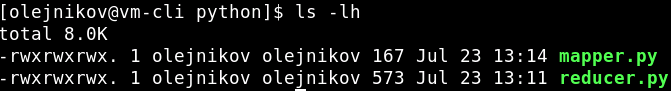 [olejnikov@vm-cli python]$ ls -lh
total 8.0K
-rwxrwxrwx. 1 olejnikov olejnikov 167 Jul 23 13:14 mapper.py
-rwxrwxrwx. 1 olejnikov olejnikov 573 Jul 23 13:11 reducer.py